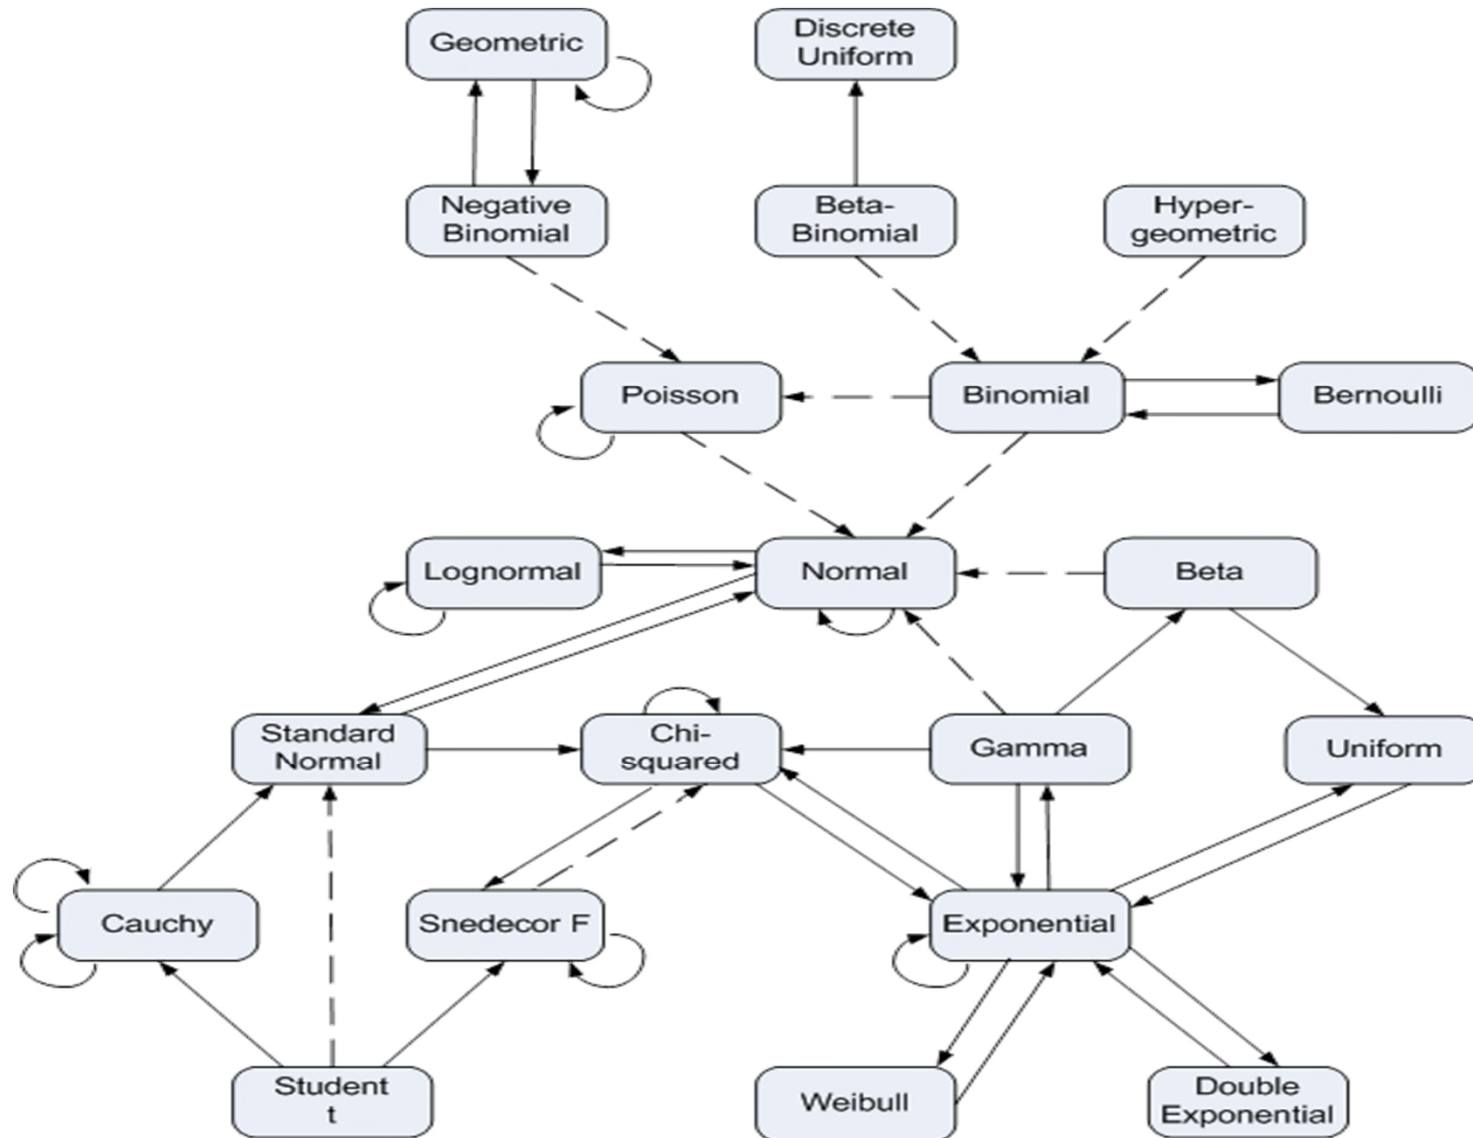 Geometric
Discrete
Uniform
Negative
Binomial
Beta-
Binomial
Hyper-
geometric
Poisson
Binomial
Bernoulli
Lognormal
Normal
Beta
Standard
Normal
Chi-
squared
Gamma
Uniform
Cauchy
Snedecor F
Exponential
Student
t
Weibull
Double
Exponential